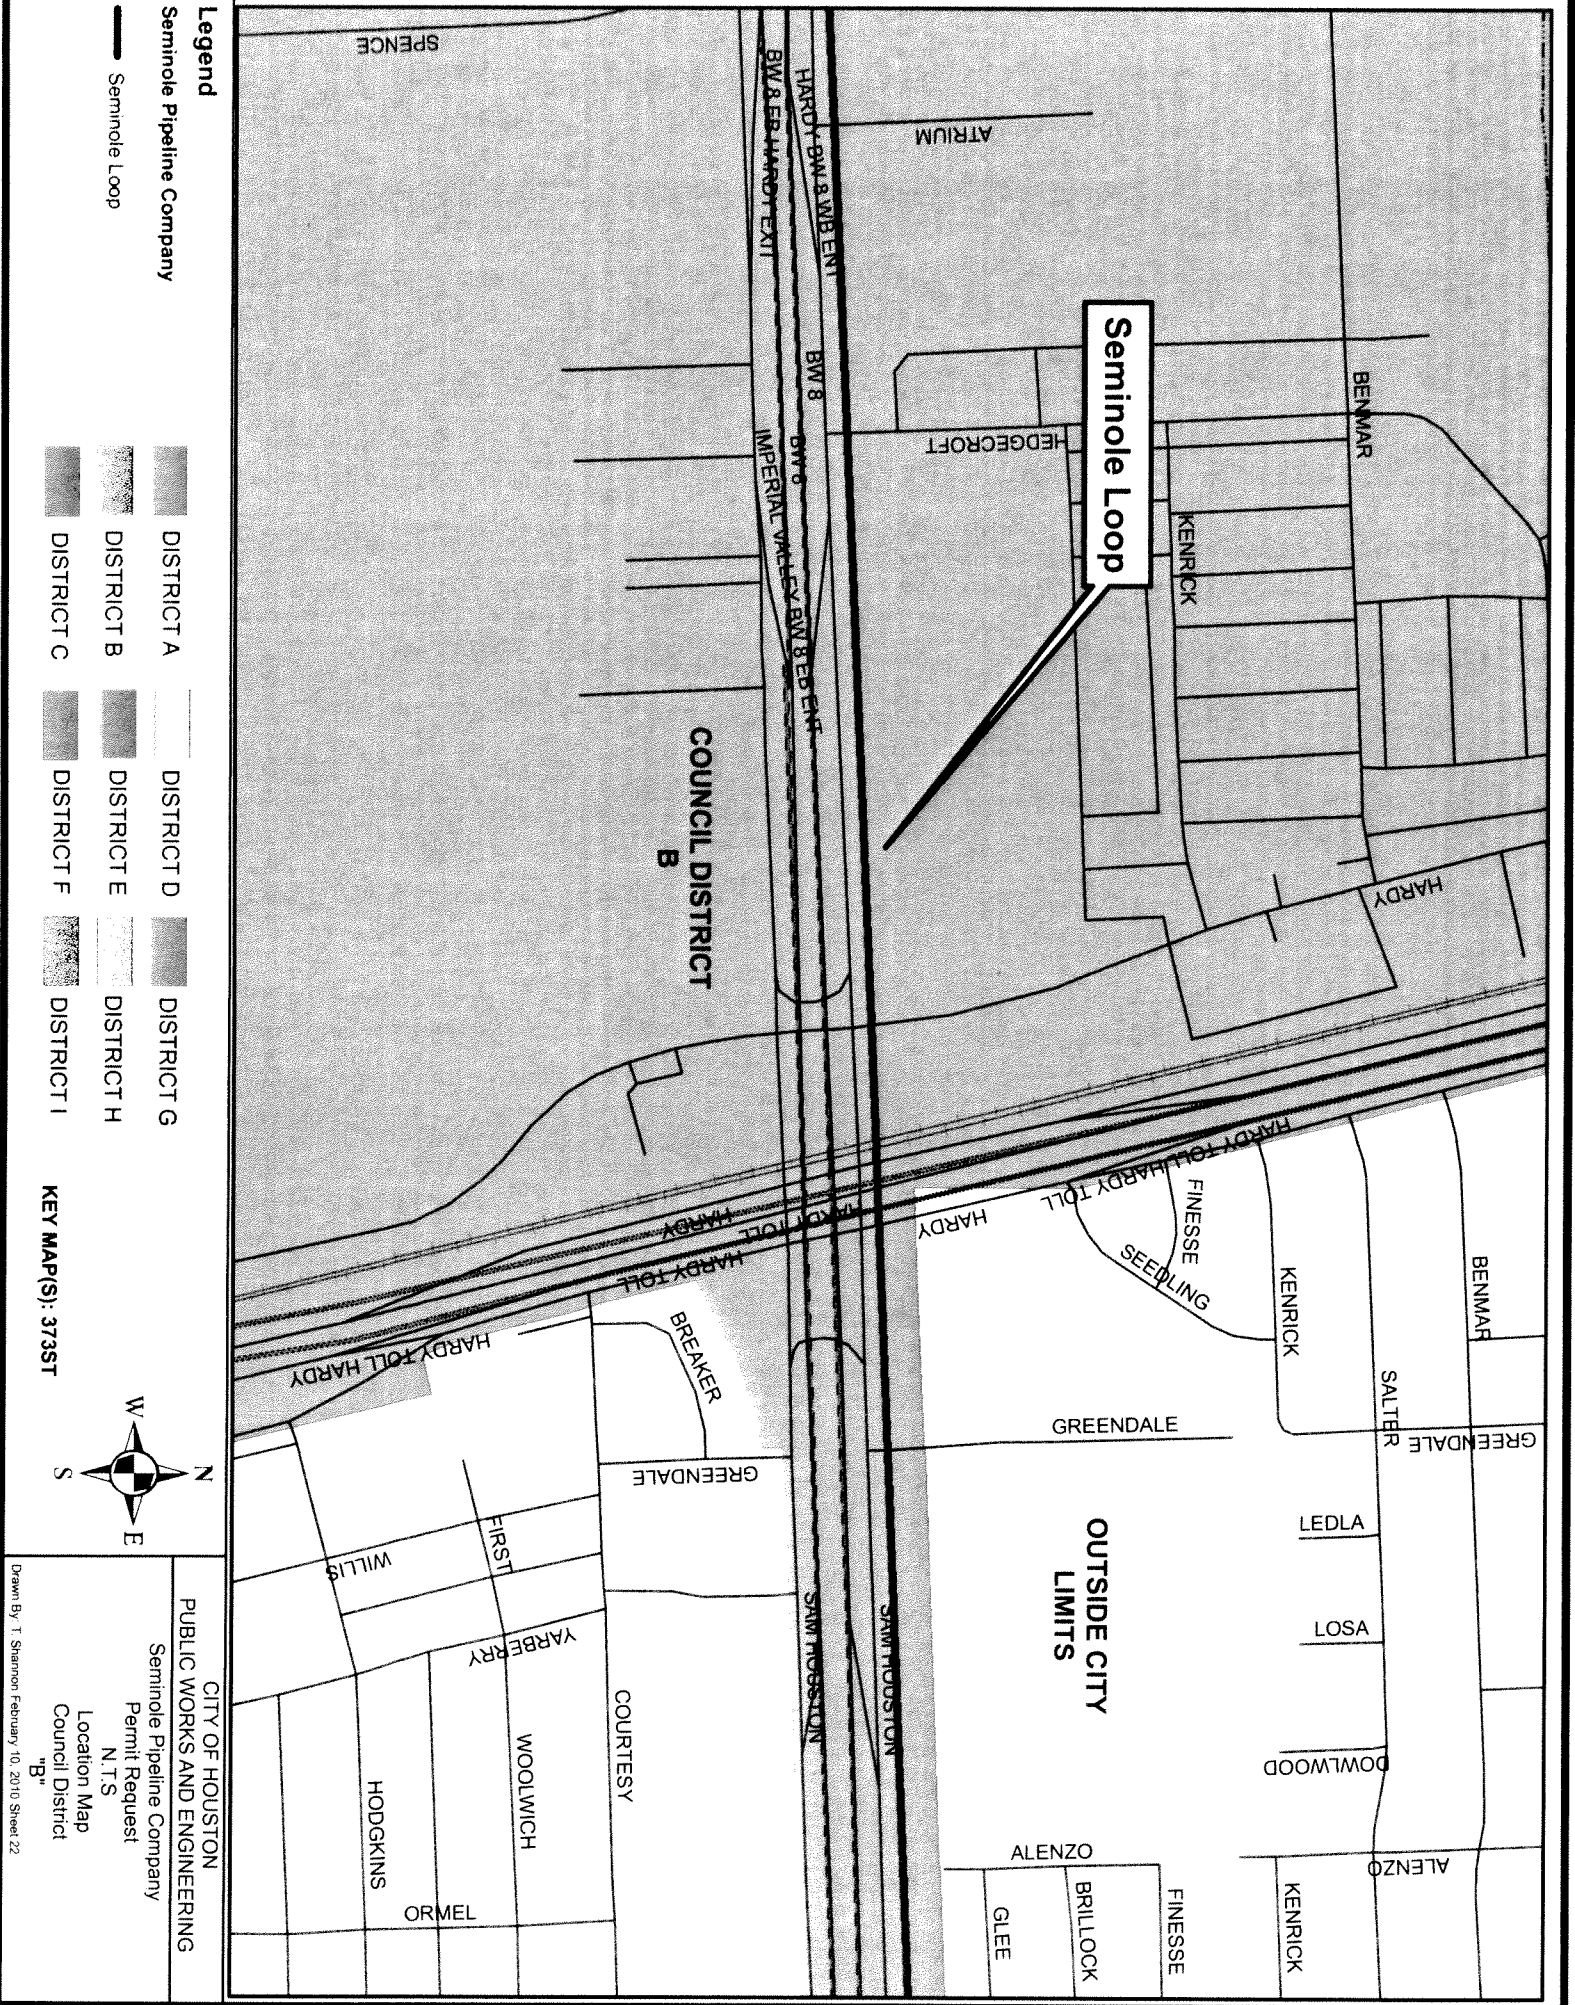 SPENCE
BW 8 EB HARDY EXIT
HARDY BW 8 WB ENT
ATRIUM
BW 8
BW 8
IMPERIAL VALLEY BW 8 EB ENT
HEDGECROFT
Seminole Loop
KENRICK
BENMAR
COUNCIL DISTRICT
B
HARDY
HARDY TOLL
HARDY TOLL
HARDY
HARDY
HARDY TOLL
HARDY
HARDY TOLL
HARDY TOLL
HARDY
FINESSE
SEEDLING
KENRICK
BENMAR
SALTER
GREENDALE
GREENDALE
BREAKER
GREENDALE
OUTSIDE CITY
LIMITS
LEDLA
LOSA
DOWLWOOD
ALENZO
ALENZO
KENRICK
FINESSE
BRILLOCK
GLEE
SAM HOUSTON
SAM HOUSTON
WILLIS
FIRST
YARBERRY
COURTESY
WOOLWICH
HODGKINS
ORMEL
Legend
Seminole Pipeline Company
Seminole Loop
DISTRICT A
DISTRICT B
DISTRICT C
DISTRICT D
DISTRICT E
DISTRICT F
DISTRICT G
DISTRICT H
DISTRICT I
KEY MAP(S): 373ST
N
W
E
S
CITY OF HOUSTON
PUBLIC WORKS AND ENGINEERING
Seminole Pipeline Company
Permit Request
N.T.S
Location Map
Council District
"B"
Drawn By: T. Shannon February 10, 2010 Sheet 22